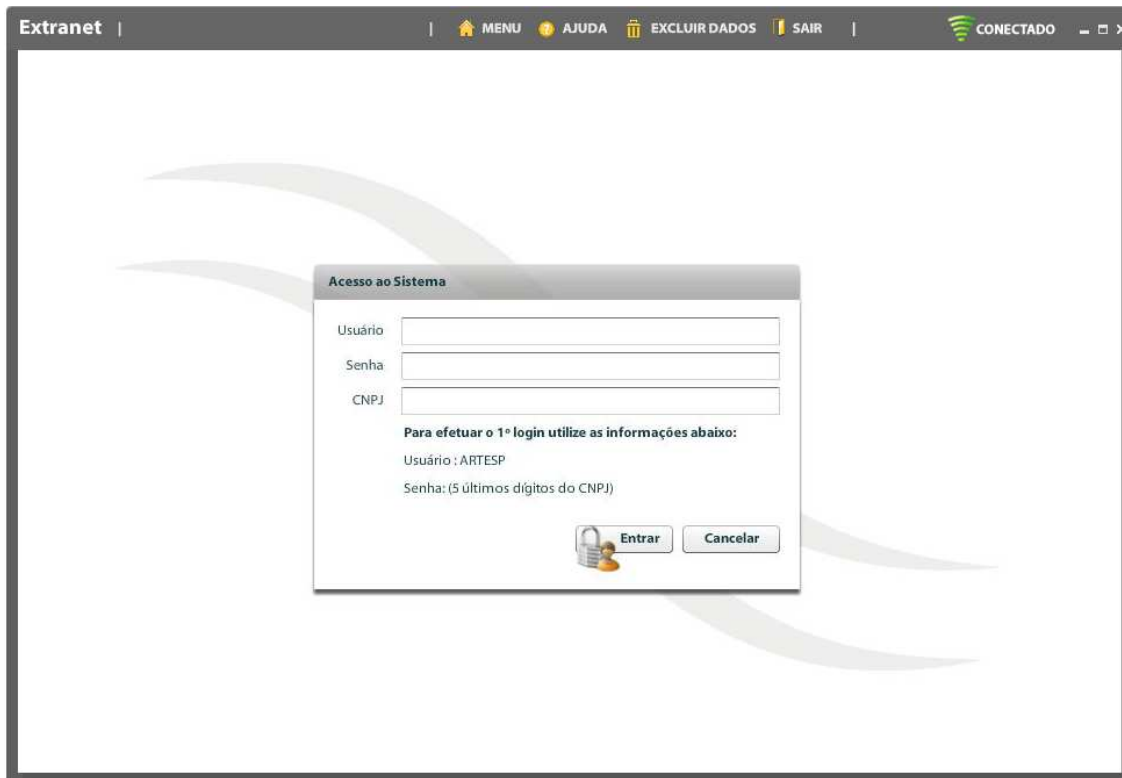 Extranet | | MENU AJUDA EXCLUIR DADOS SAIR | CONECTADO
Acesso ao Sistema
Usuário
Senha
CNPJ
Para efetuar o 1º login utilize as informações abaixo:
Usuário : ARTESP
Senha: (5 últimos dígitos do CNPJ)
Entrar Cancelar